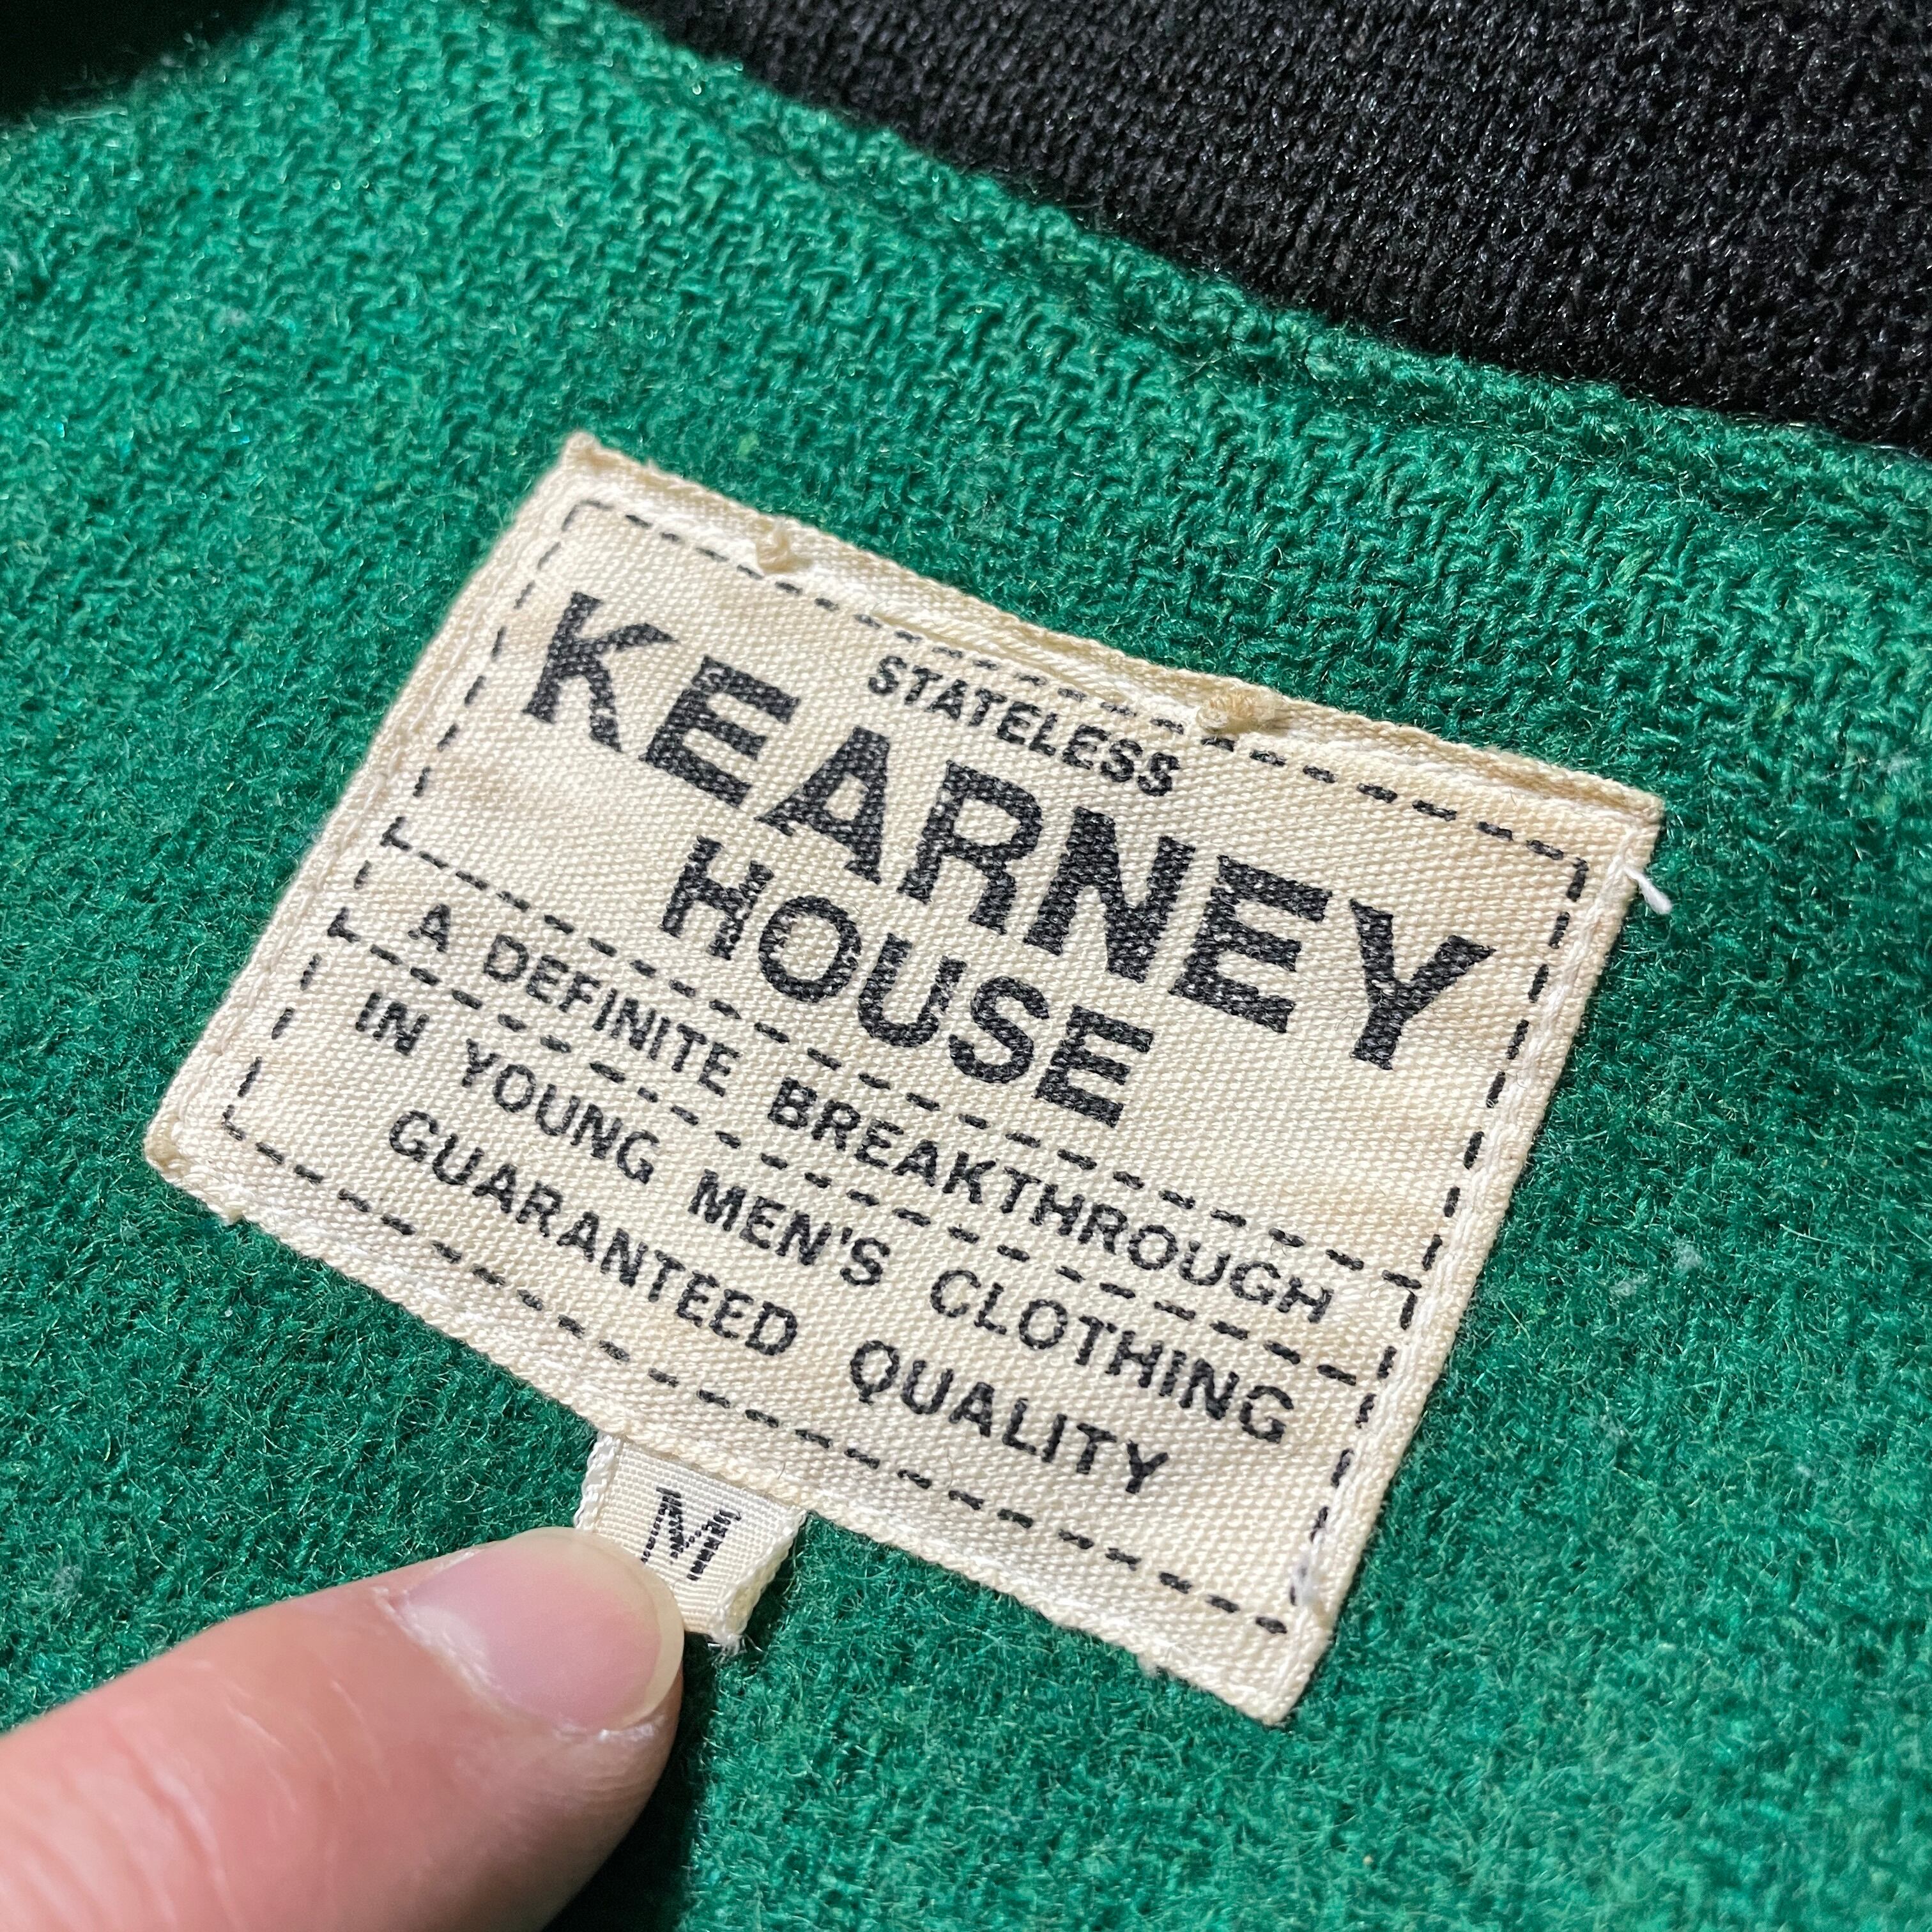 STATELESS
KEARNEY
HOUSE
A DEFINITE BREAKTHROUGH
IN YOUNG MEN'S CLOTHING
GUARANTEED QUALITY
M